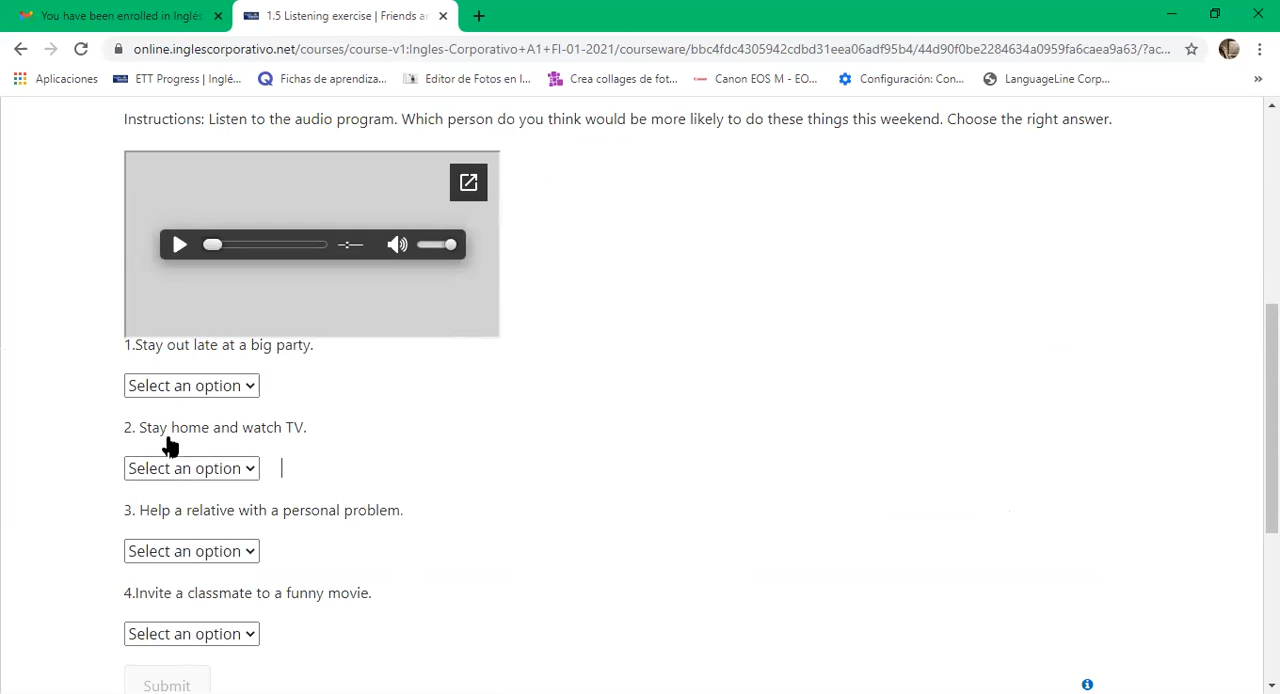 You have been enrolled in Inglés
1.5 Listening exercise | Friends an
online.inglescorporativo.net/courses/course-v1:Ingles-Corporativo+A1+FI-01-2021/courseware/bbc4fdc4305942cdbd31eea06adf95b4/44d90f0be2284634a0959fa6caea9a63/?ac...
Aplicaciones
ETT Progress | Inglé...
Fichas de aprendiza...
Editor de Fotos en l...
Crea collages de fot...
Canon EOS M - EO...
Configuración: Con...
LanguageLine Corp...
Instructions: Listen to the audio program. Which person do you think would be more likely to do these things this weekend. Choose the right answer.
1.Stay out late at a big party.
Select an option
2. Stay home and watch TV.
Select an option
3. Help a relative with a personal problem.
Select an option
4.Invite a classmate to a funny movie.
Select an option
Submit